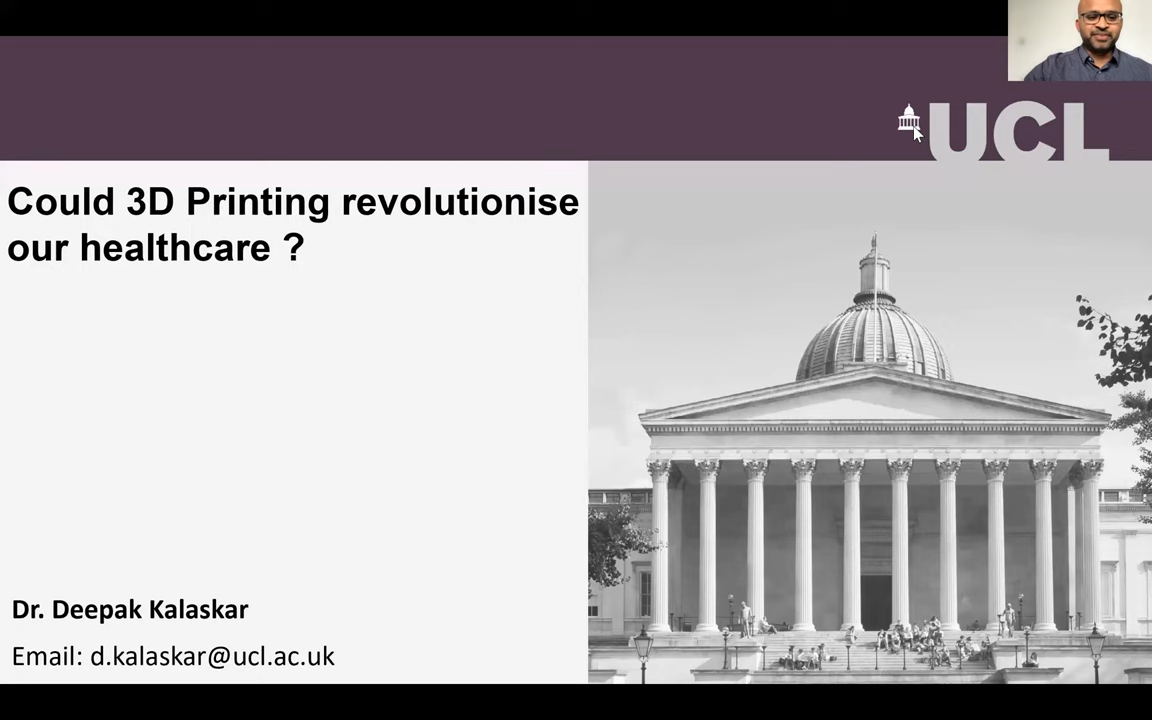 UCL
Could 3D Printing revolutionise
our healthcare ?
Dr. Deepak Kalaskar
Email: d.kalaskar@ucl.ac.uk